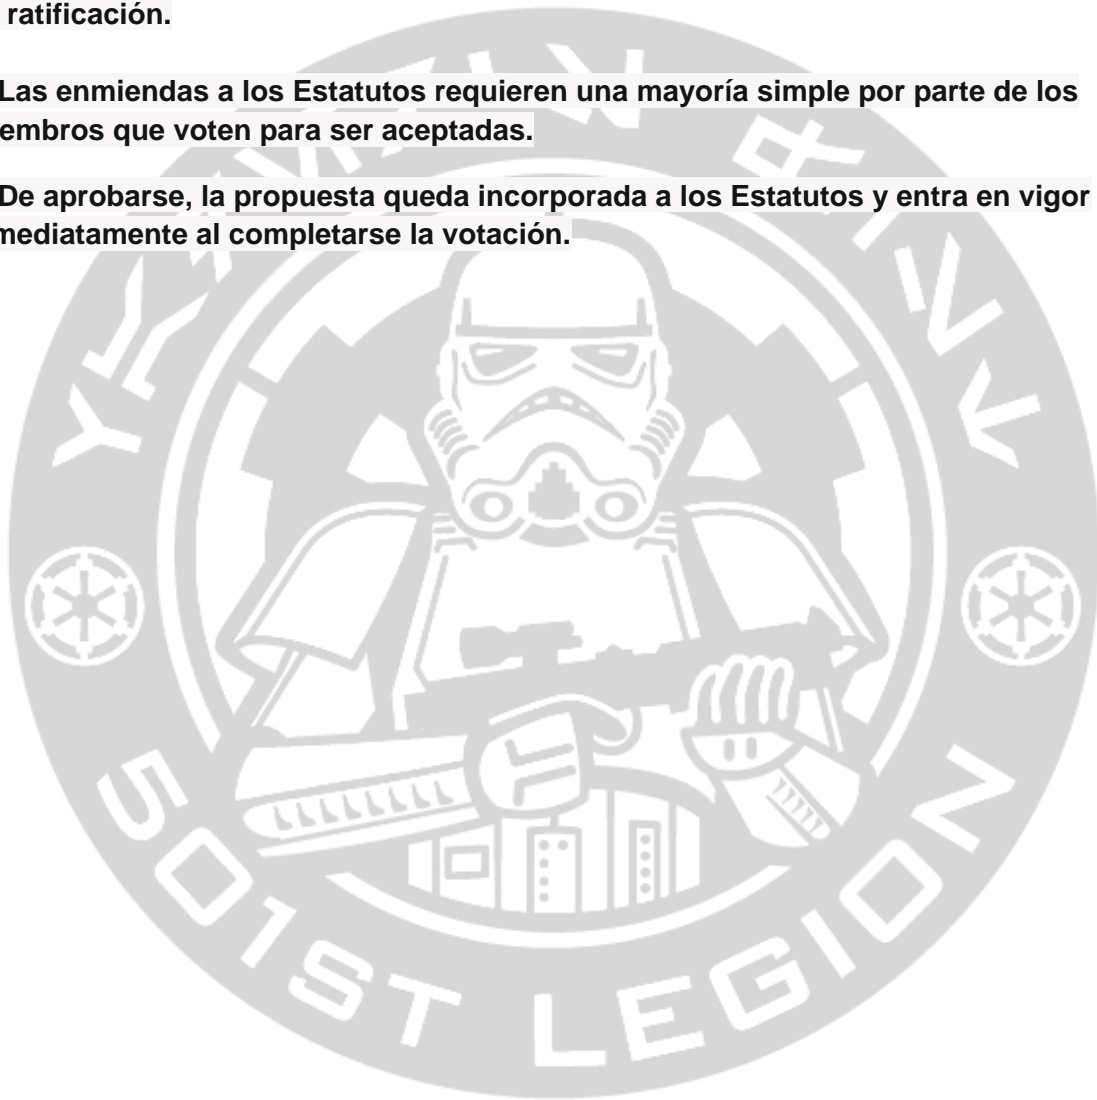 ratificación.
Las enmiendas a los Estatutos requieren una mayoría simple por parte de los
embros que voten para ser aceptadas.
De aprobarse, la propuesta queda incorporada a los Estatutos y entra en vigor
mediatamente al completarse la votación.
501ST LEGION